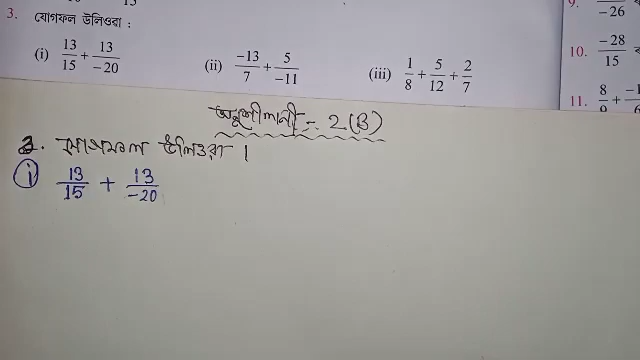 3. যোগফল উলিওৱা :
(i) 13/15 + 13/-20 (ii) -13/7 + 5/-11 (iii) 1/8 + 5/12 + 2/7
9. -26
10. -28/15
11. 8/9 +
অনুশীলনী :- 2(B)
3. যোগফল উলিওৱা ।
(i) 13/15 + 13/-20